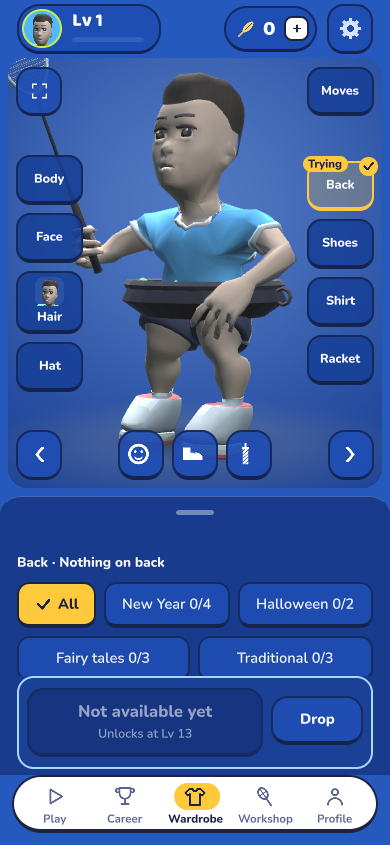 Lv 1
0
+
Moves
Trying
Back
Body
Face
Shoes
Hair
Shirt
Hat
Racket
Back · Nothing on back
All
New Year 0/4
Halloween 0/2
Fairy tales 0/3
Traditional 0/3
Not available yet
Unlocks at Lv 13
Drop
Play
Career
Wardrobe
Workshop
Profile